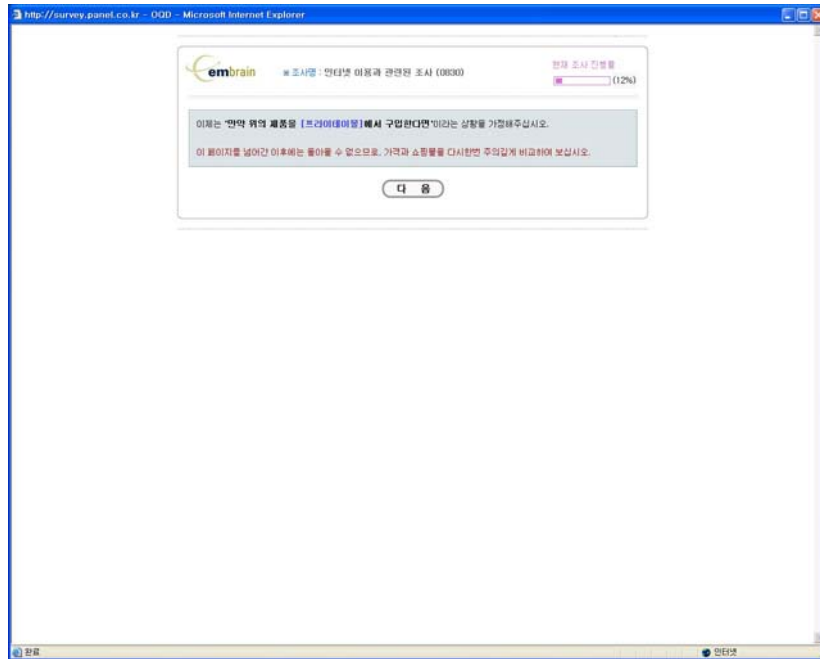 http://survey.panel.co.kr - OQD - Microsoft Internet Explorer
embrain
※조사명 : 인터넷 이용과 관련된 조사 (0830)
현재 조사 진행률
(12%)
이제는 "만약 위의 제품을 [프라이데이몰]에서 구입한다면"이라는 상황을 가정해주십시오.
이 페이지를 넘어간 이후에는 돌아올 수 없으므로, 가격과 쇼핑몰을 다시한번 주의깊게 비교하여 보십시오.
다 음
완료
인터넷